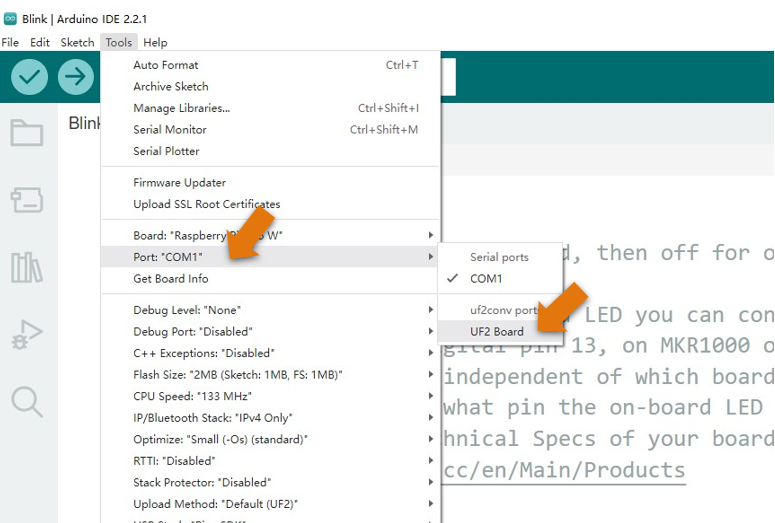 Blink | Arduino IDE 2.2.1
File Edit Sketch Tools Help
Auto Format Ctrl+T
Archive Sketch
Manage Libraries... Ctrl+Shift+I
Serial Monitor Ctrl+Shift+M
Serial Plotter
Firmware Updater
Upload SSL Root Certificates
Board: "Raspberry W"
Port: "COM1"
Get Board Info
Debug Level: "None"
Debug Port: "Disabled"
C++ Exceptions: "Disabled"
Flash Size: "2MB (Sketch: 1MB, FS: 1MB)"
CPU Speed: "133 MHz"
IP/Bluetooth Stack: "IPv4 Only"
Optimize: "Small (-Os) (standard)"
RTTI: "Disabled"
Stack Protector: "Disabled"
Upload Method: "Default (UF2)"
Serial ports
COM1
uf2conv
UF2 Board
Blink
, then off for
LED you can
pin 13, on MKR1000
independent of which board
what pin the on-board LED
Specs of your board
cc/en/Main/Products